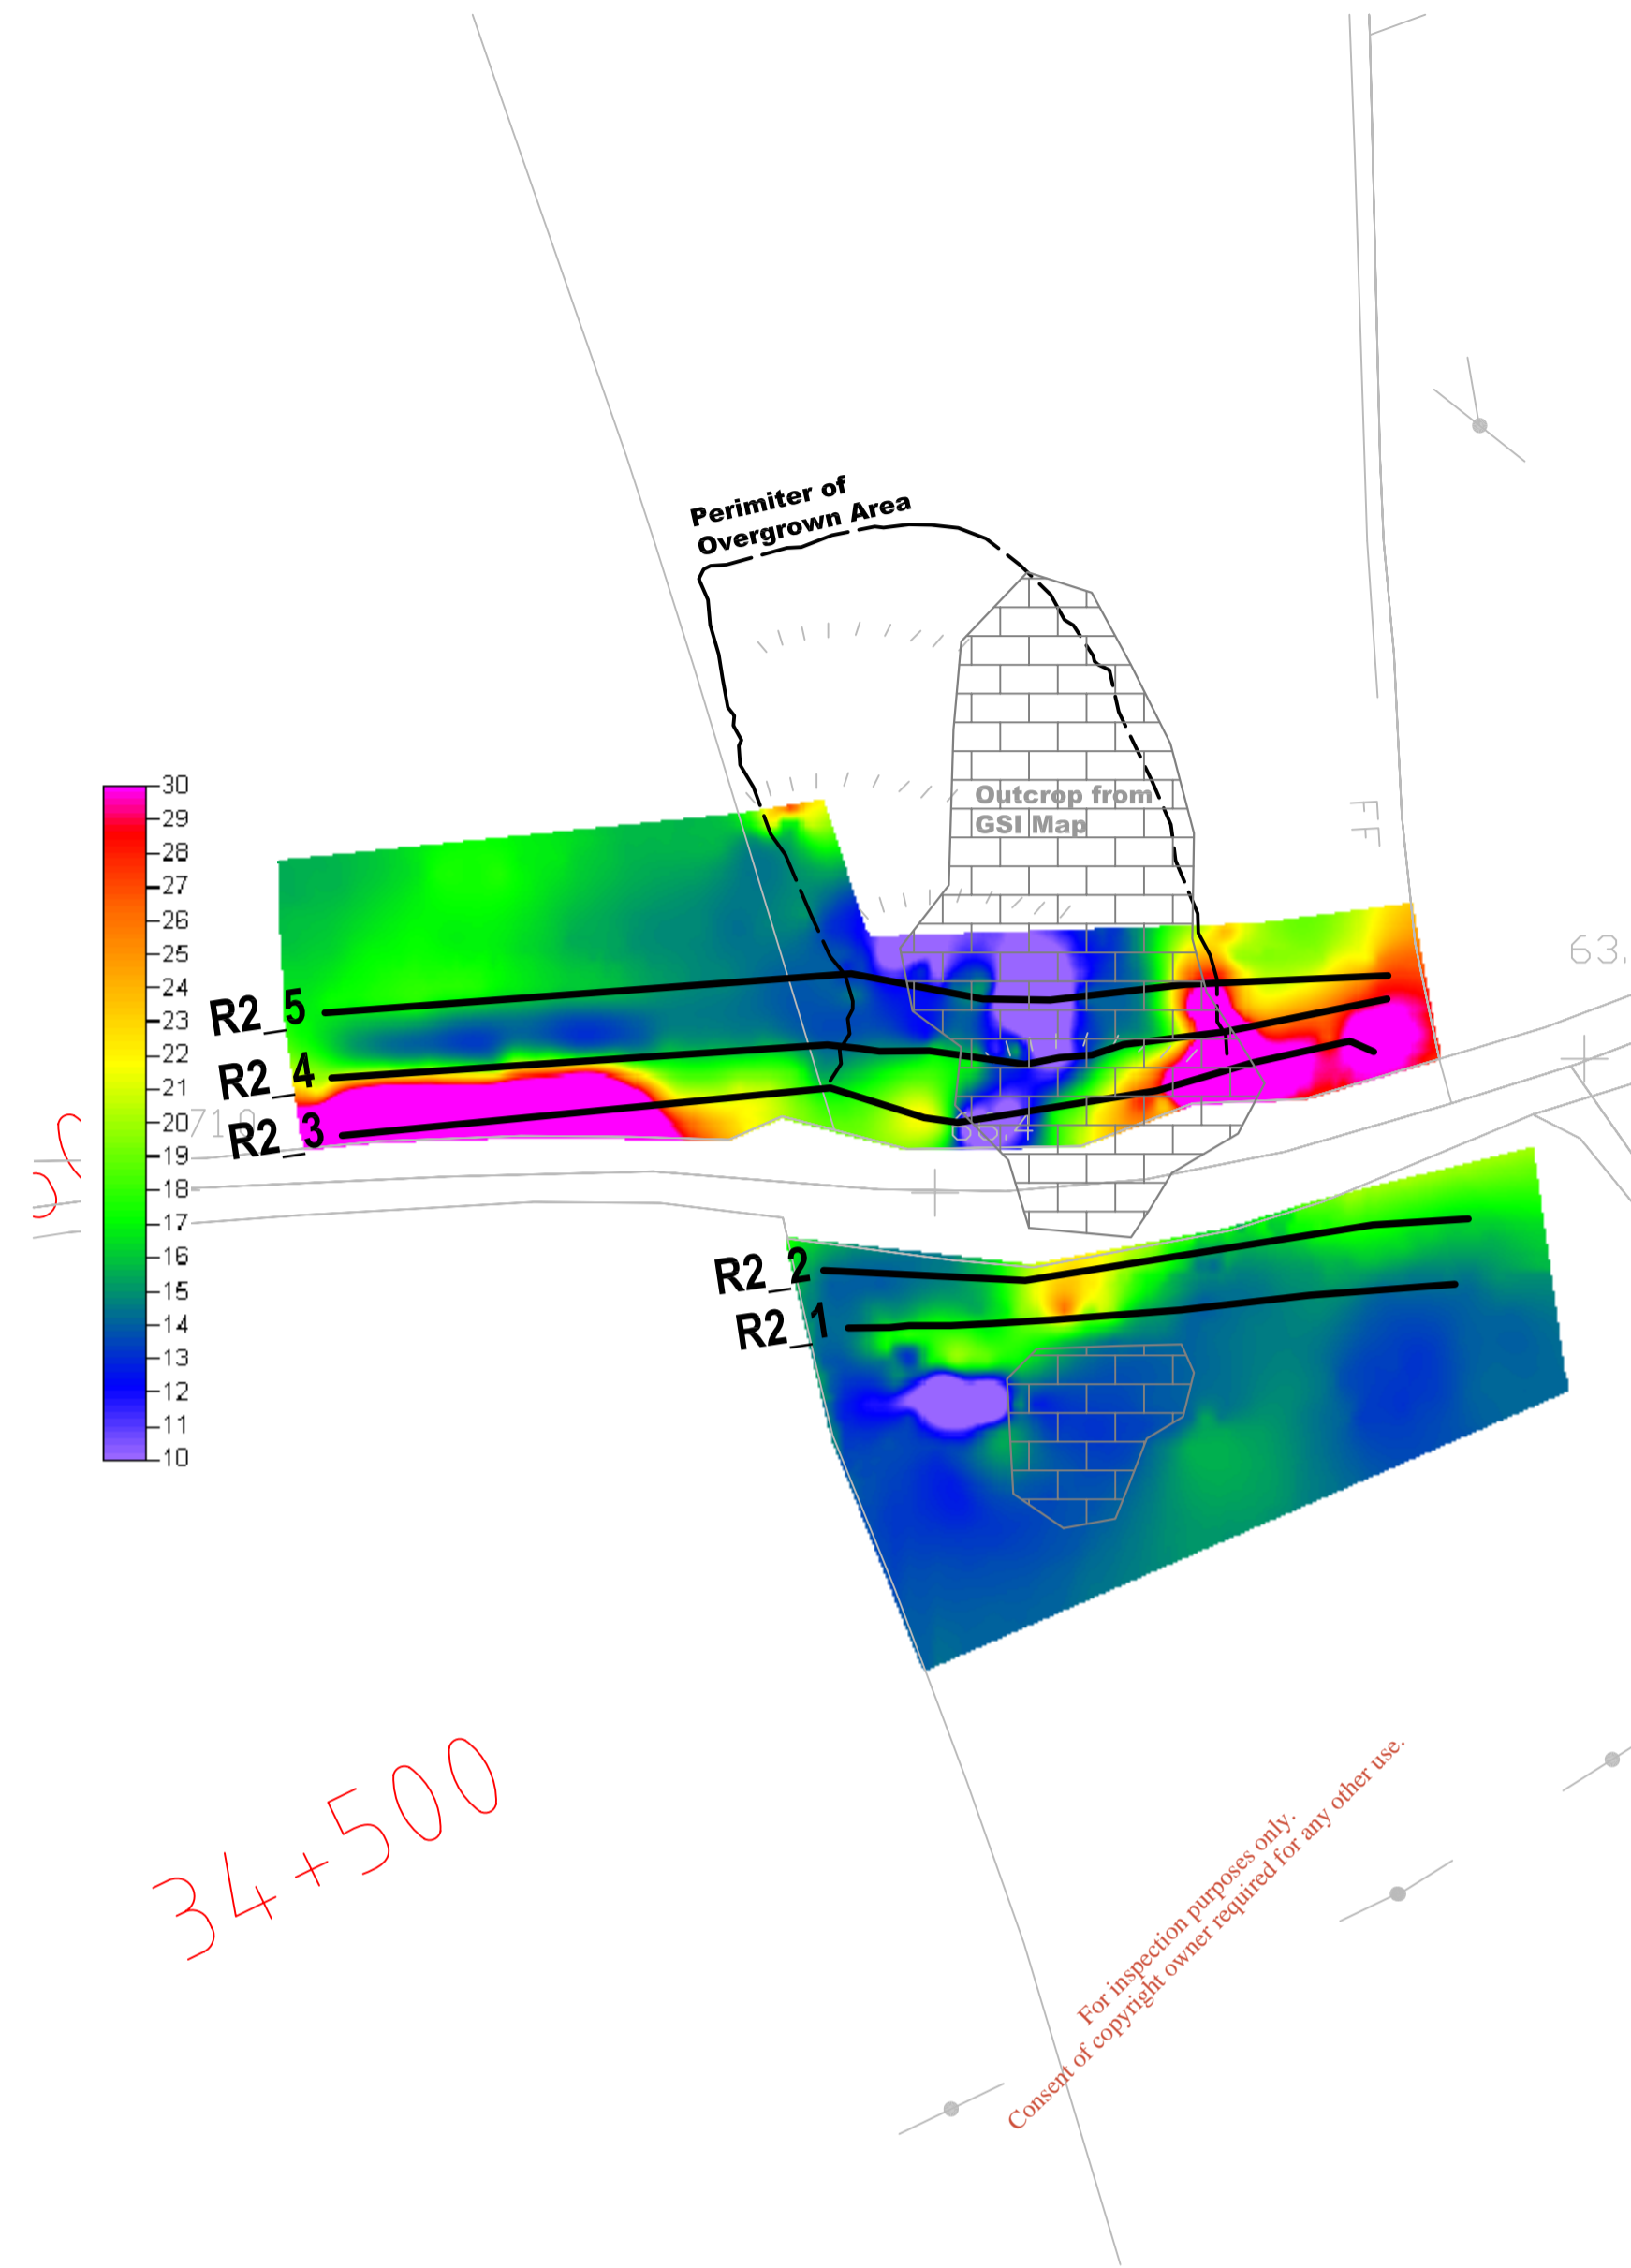 Perimiter of
Overgrown Area
Outcrop from
GSI Map
FF
63.
30
29
28
27
26
25
24
23
22
21
20
19
18
17
16
15
14
13
12
11
10
R2_5
R2_4
R2_3
R2_2
R2_1
34+500
For inspection purposes only.
Consent of copyright owner required for any other use.